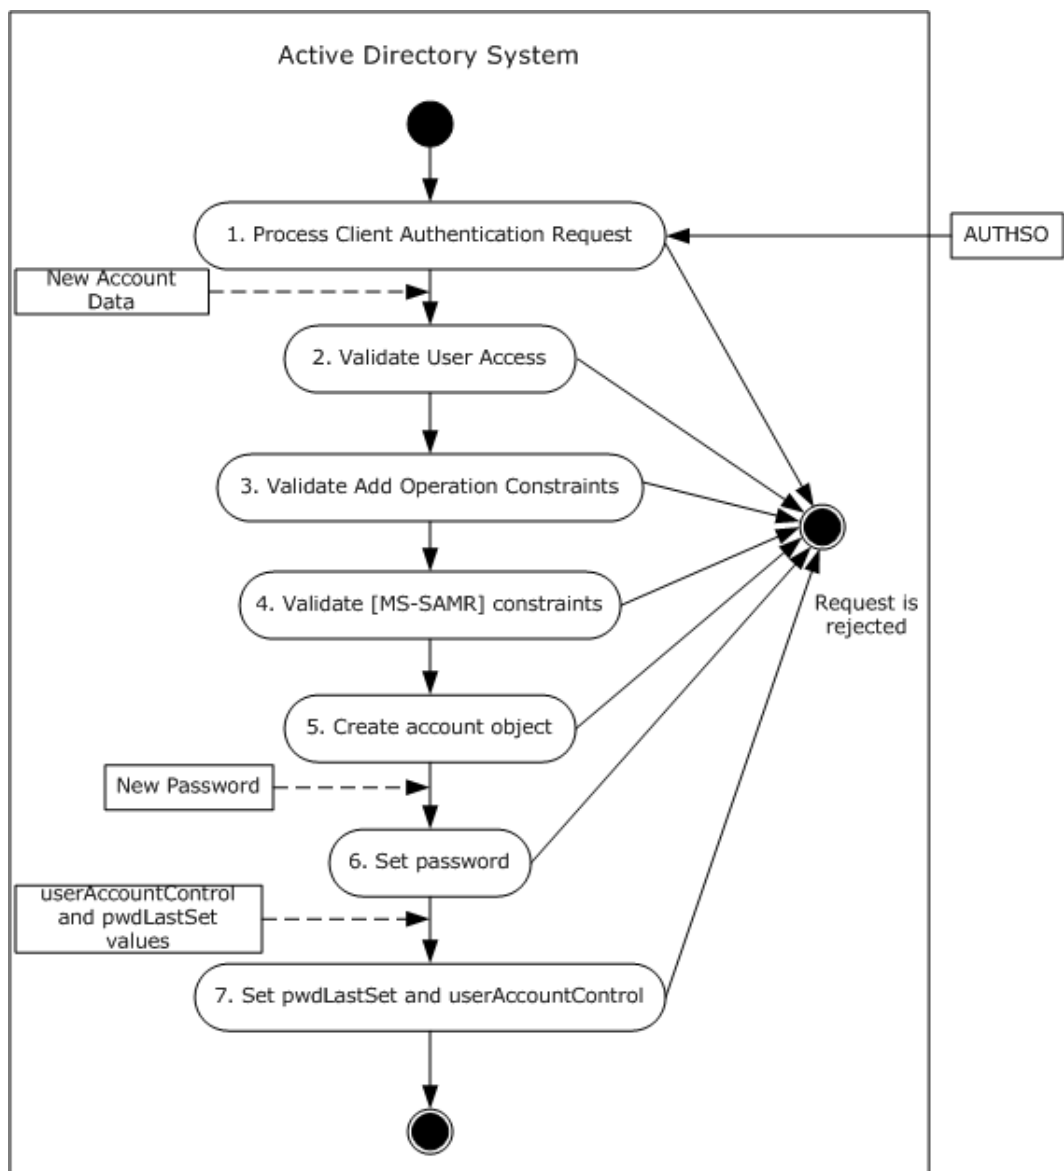 Active Directory System
1. Process Client Authentication Request
AUTHSO
New Account
Data
2. Validate User Access
3. Validate Add Operation Constraints
4. Validate [MS-SAMR] constraints
Request is
rejected
5. Create account object
New Password
6. Set password
userAccountControl
and pwdLastSet
values
7. Set pwdLastSet and userAccountControl